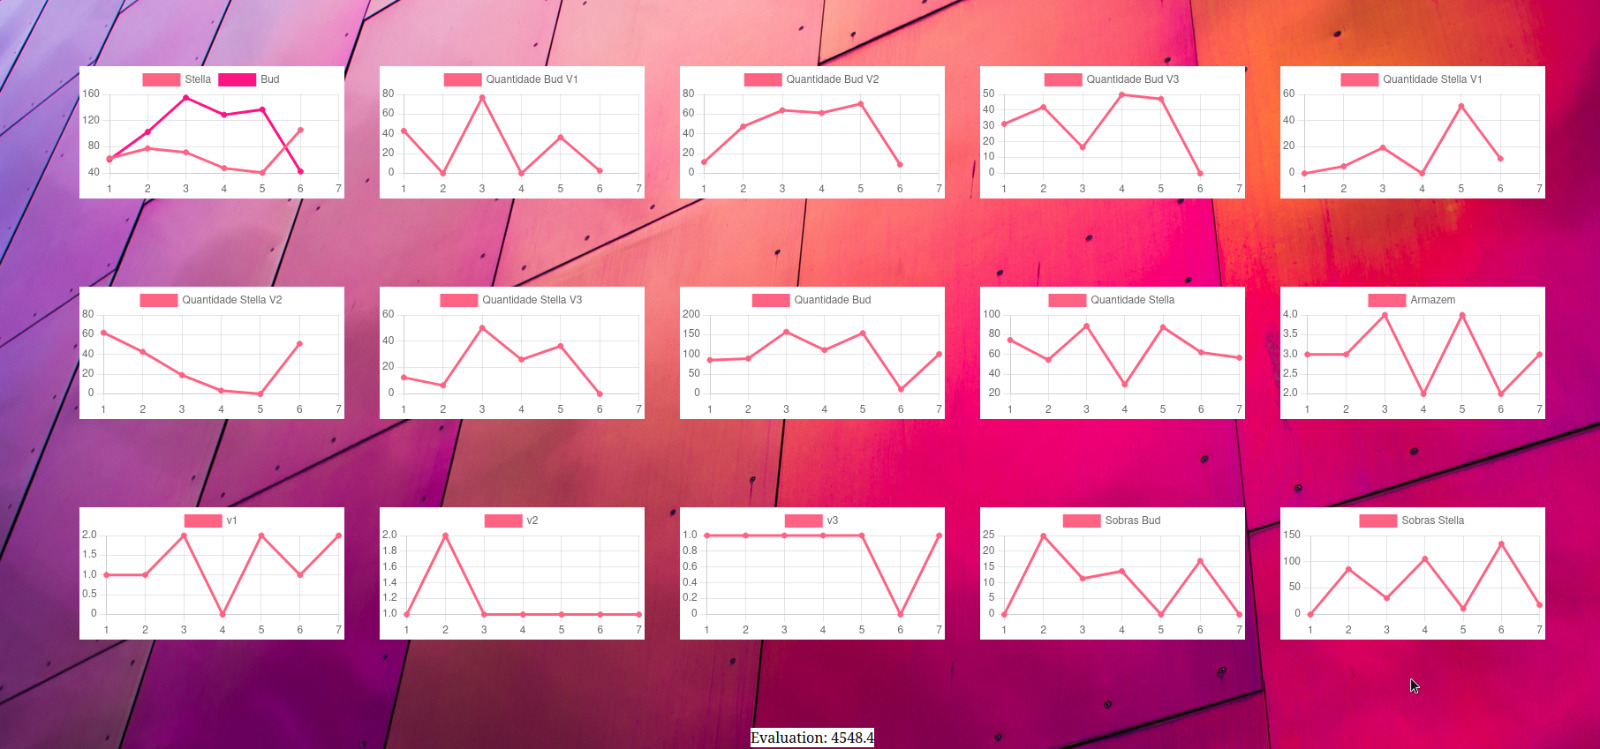 Stella Bud
160
120
80
40
1 2 3 4 5 6 7
Quantidade Bud V1
80
60
40
20
0
1 2 3 4 5 6 7
Quantidade Bud V2
80
60
40
20
0
1 2 3 4 5 6 7
Quantidade Bud V3
50
40
30
20
10
0
1 2 3 4 5 6 7
Quantidade Stella V1
60
40
20
0
1 2 3 4 5 6 7
Quantidade Stella V2
80
60
40
20
0
1 2 3 4 5 6 7
Quantidade Stella V3
60
40
20
0
1 2 3 4 5 6 7
Quantidade Bud
200
150
100
50
0
1 2 3 4 5 6 7
Quantidade Stella
100
80
60
40
20
1 2 3 4 5 6 7
Armazem
4.0
3.5
3.0
2.5
2.0
1 2 3 4 5 6 7
v1
2.0
1.5
1.0
0.5
0
1 2 3 4 5 6 7
v2
2.0
1.8
1.6
1.4
1.2
1.0
1 2 3 4 5 6 7
v3
1.0
0.8
0.6
0.4
0.2
0
1 2 3 4 5 6 7
Sobras Bud
25
20
15
10
5
0
1 2 3 4 5 6 7
Sobras Stella
150
100
50
0
1 2 3 4 5 6 7
Evaluation: 4548.4